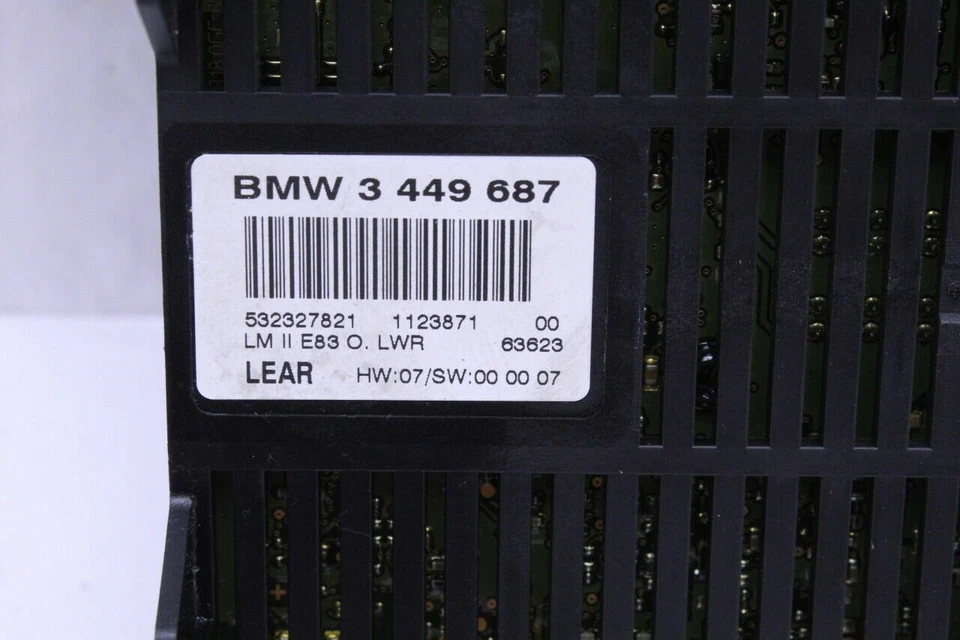 BMW 3 449 687
532327821 1123871 00
LM II E83 O. LWR 63623
LEAR HW:07/SW:00 00 07